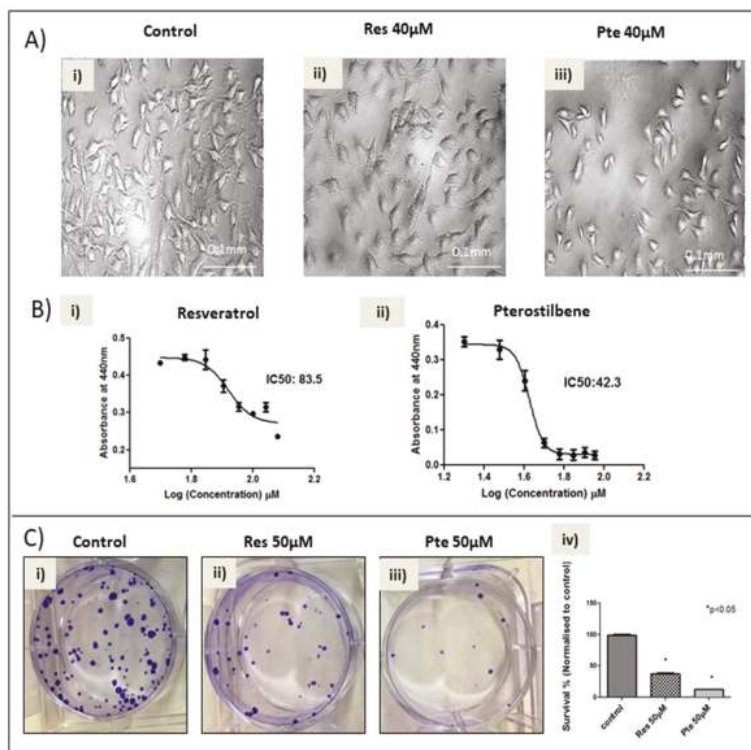 Control
Res 40µM
Pte 40µM
A)
i)
ii)
iii)
0.1mm
0.1mm
0.1mm
B)
i)
Resveratrol
ii)
Pterostilbene
0.5
0.4
0.3
0.2
IC50: 83.5
Absorbance at 440nm
1.6
1.8
2.0
2.2
Log (Concentration) µM
0.4
0.3
0.2
0.1
0.0
IC50:42.3
Absorbance at 440nm
1.2
1.4
1.6
1.8
2.0
2.2
Log (Concentration) µM
C)
Control
Res 50µM
Pte 50µM
i)
ii)
iii)
iv)
Survival % (Normalised to control)
150
100
50
0
*p<0.05
*
*
control
Res 50µM
Pte 50µM